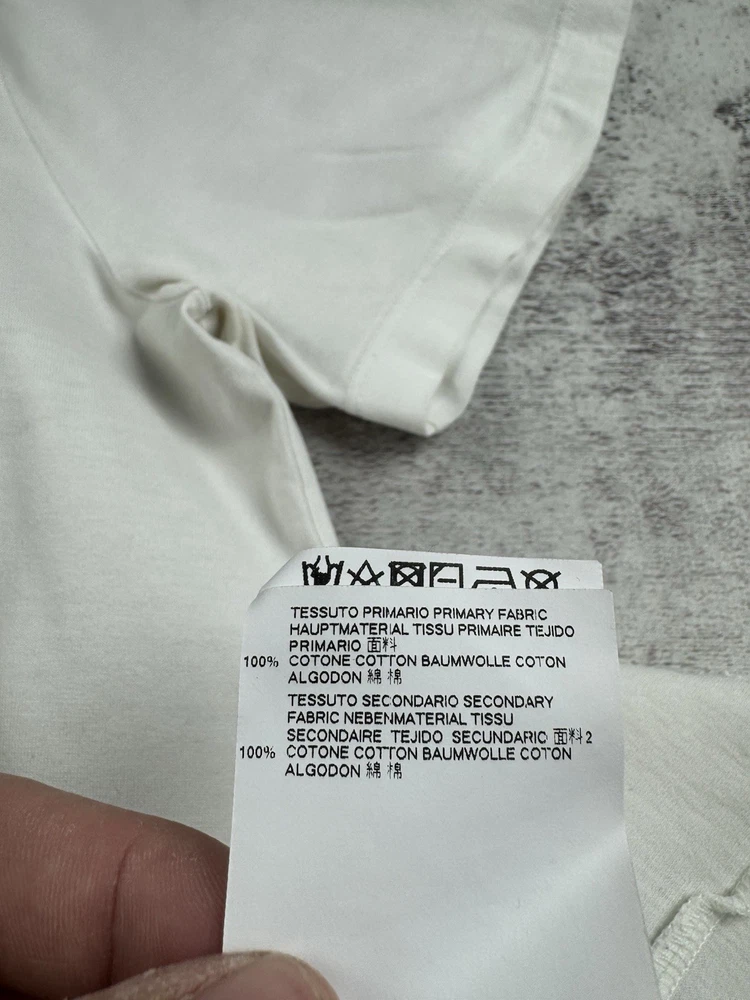 TESSUTO PRIMARIO PRIMARY FABRIC
HAUPTMATERIAL TISSU PRIMAIRE TEJIDO
PRIMARIO 面料
100% COTONE COTTON BAUMWOLLE COTON
ALGODON 綿 棉
TESSUTO SECONDARIO SECONDARY
FABRIC NEBENMATERIAL TISSU
SECONDAIRE TEJIDO SECUNDARIO 面料2
100% COTONE COTTON BAUMWOLLE COTON
ALGODON 綿 棉